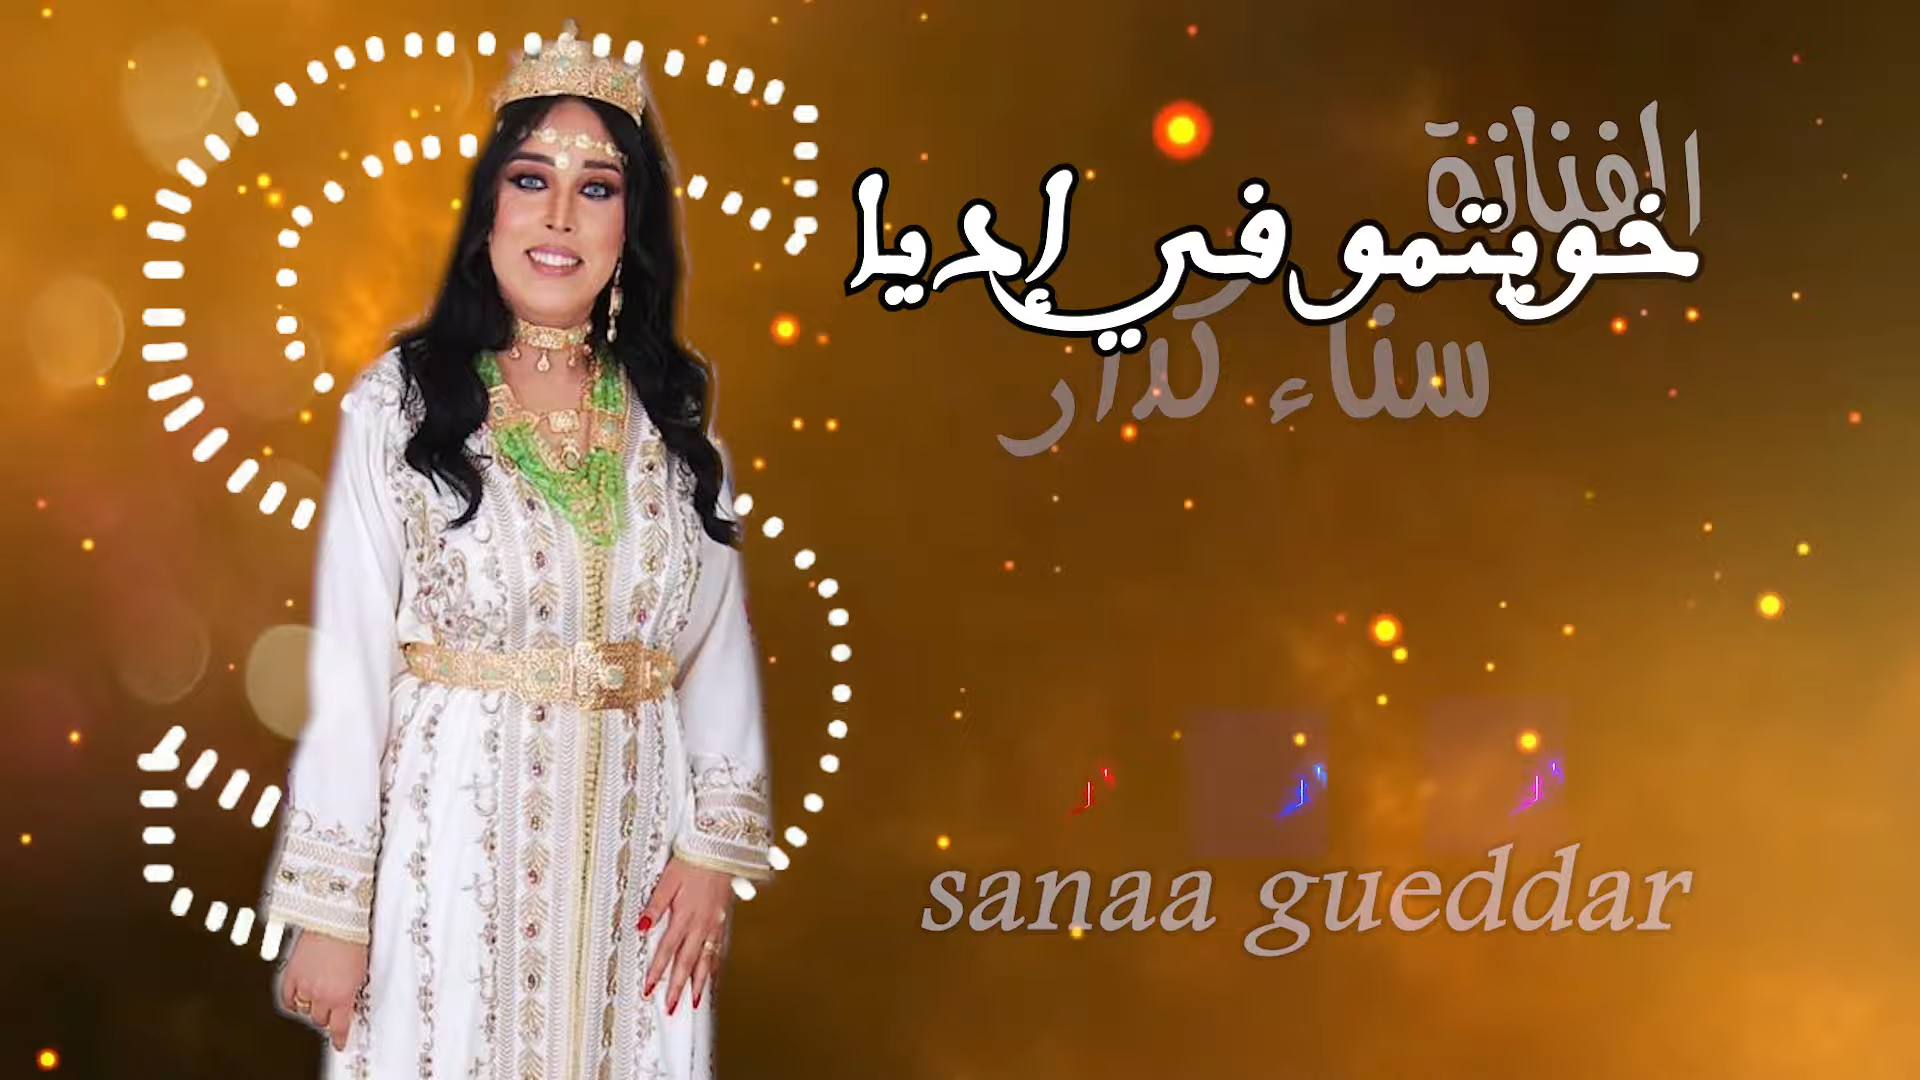 الفنانة
خويتمو في إديا
سناء كدار
sanaa gueddar